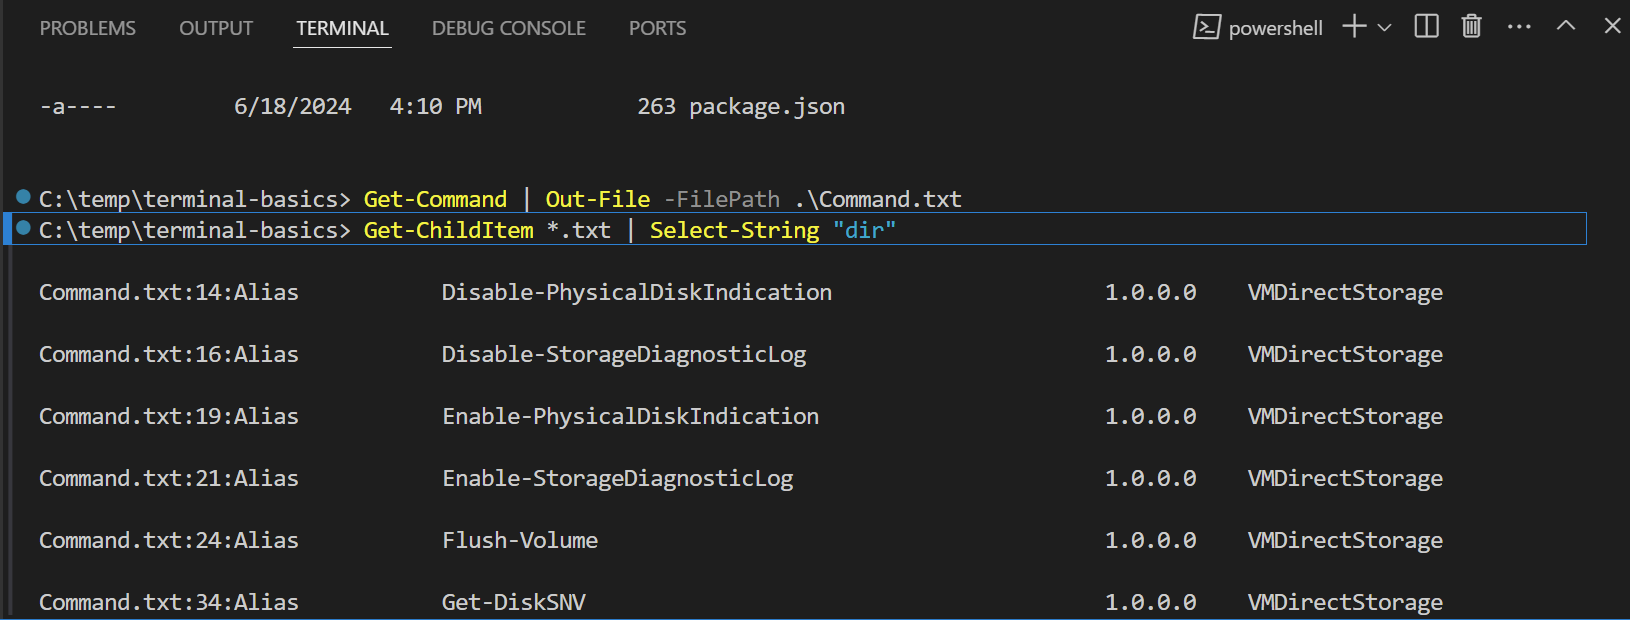 PROBLEMS OUTPUT TERMINAL DEBUG CONSOLE PORTS powershell
-a---- 6/18/2024 4:10 PM 263 package.json
C:\temp\terminal-basics> Get-Command | Out-File -FilePath .\Command.txt
C:\temp\terminal-basics> Get-ChildItem *.txt | Select-String "dir"
Command.txt:14:Alias Disable-PhysicalDiskIndication 1.0.0.0 VMDirectStorage
Command.txt:16:Alias Disable-StorageDiagnosticLog 1.0.0.0 VMDirectStorage
Command.txt:19:Alias Enable-PhysicalDiskIndication 1.0.0.0 VMDirectStorage
Command.txt:21:Alias Enable-StorageDiagnosticLog 1.0.0.0 VMDirectStorage
Command.txt:24:Alias Flush-Volume 1.0.0.0 VMDirectStorage
Command.txt:34:Alias Get-DiskSNV 1.0.0.0 VMDirectStorage